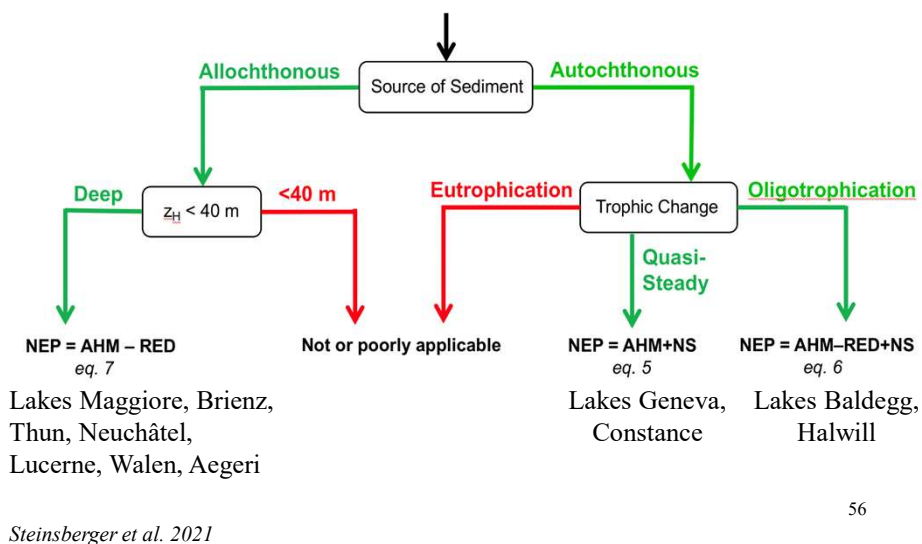 Allochthonous
Source of Sediment
Autochthonous
Deep
zH < 40 m
<40 m
Eutrophication
Trophic Change
Oligotrophication
Quasi-
Steady
NEP = AHM – RED
eq. 7
Not or poorly applicable
NEP = AHM+NS
eq. 5
NEP = AHM–RED+NS
eq. 6
Lakes Maggiore, Brienz,
Thun, Neuchâtel,
Lucerne, Walen, Aegeri
Lakes Geneva,
Constance
Lakes Baldegg,
Halwill
56
Steinsberger et al. 2021